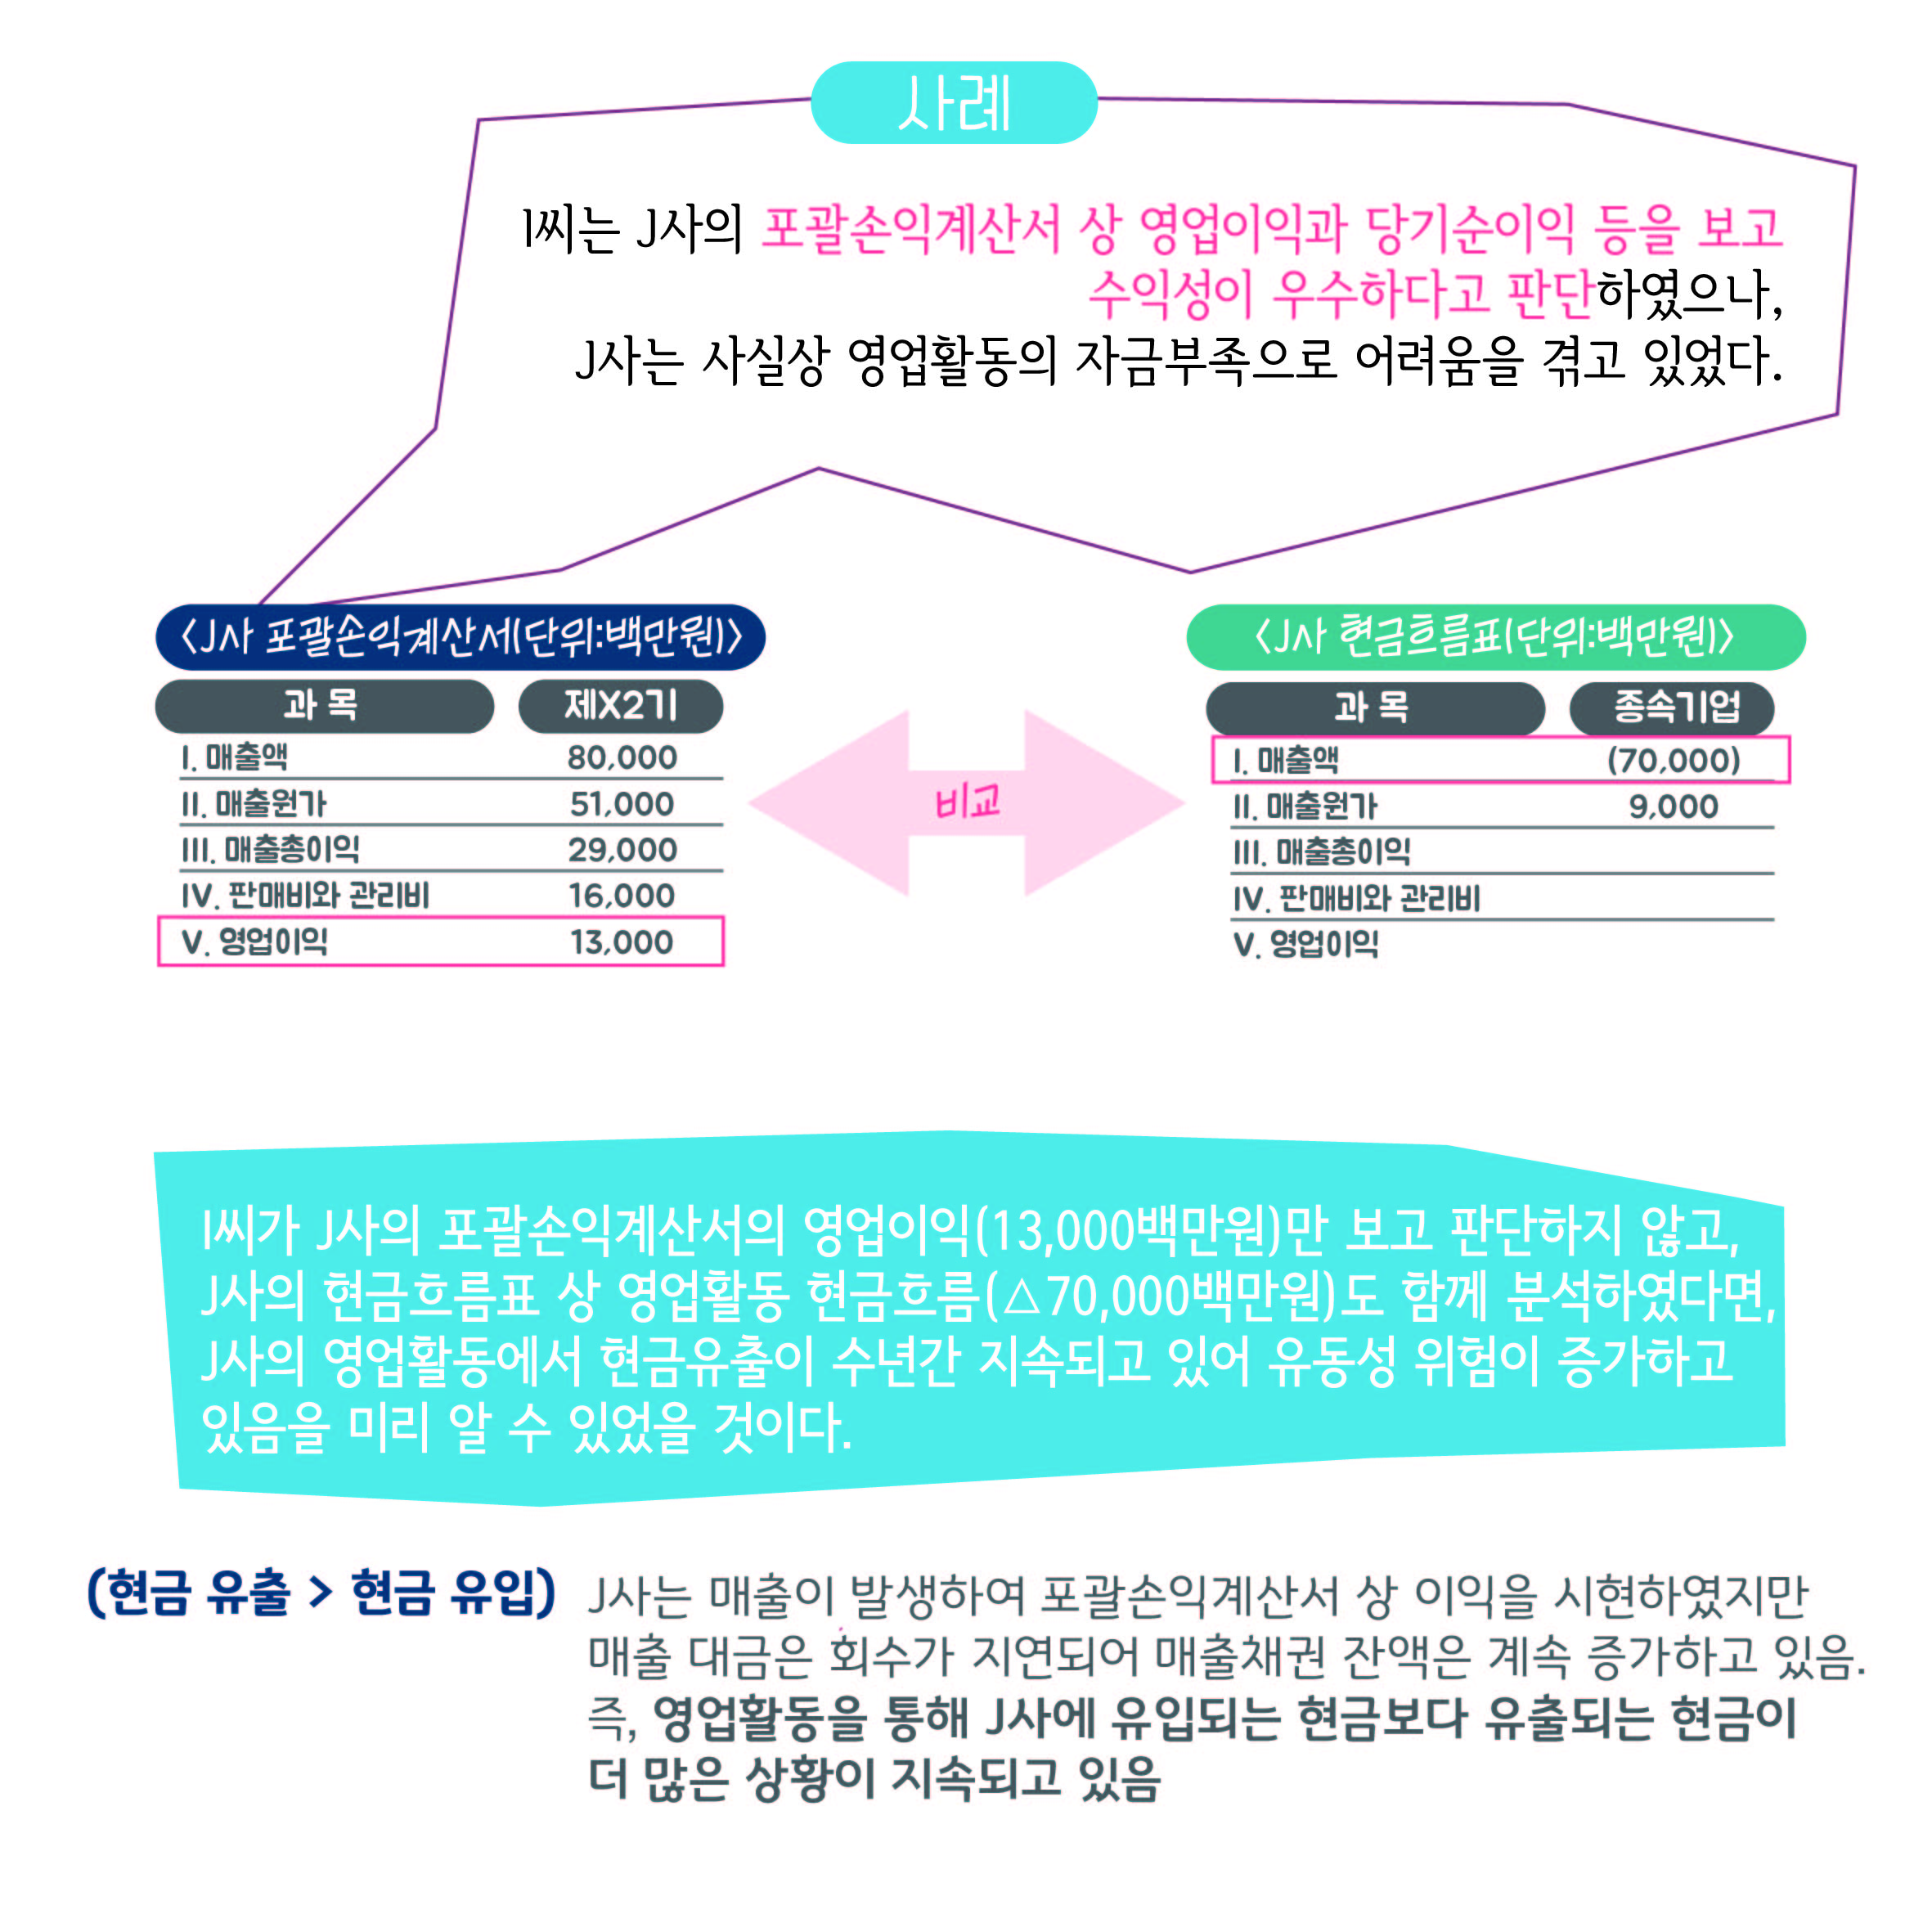 사례
I씨는 J사의 포괄손익계산서 상 영업이익과 당기순이익 등을 보고
수익성이 우수하다고 판단하였으나,
J사는 사실상 영업활동의 자금부족으로 어려움을 겪고 있었다.
〈J사 포괄손익계산서(단위:백만원)〉
과 목 제X2기
I. 매출액 80,000
II. 매출원가 51,000
III. 매출총이익 29,000
IV. 판매비와 관리비 16,000
V. 영업이익 13,000
비교
〈J사 현금흐름표(단위:백만원)〉
과 목 종속기업
I. 매출액 (70,000)
II. 매출원가 9,000
III. 매출총이익
IV. 판매비와 관리비
V. 영업이익
I씨가 J사의 포괄손익계산서의 영업이익(13,000백만원)만 보고 판단하지 않고,
J사의 현금흐름표 상 영업활동 현금흐름(△70,000백만원)도 함께 분석하였다면,
J사의 영업활동에서 현금유출이 수년간 지속되고 있어 유동성 위험이 증가하고
있음을 미리 알 수 있었을 것이다.
(현금 유출 > 현금 유입)
J사는 매출이 발생하여 포괄손익계산서 상 이익을 시현하였지만
매출 대금은 회수가 지연되어 매출채권 잔액은 계속 증가하고 있음.
즉, 영업활동을 통해 J사에 유입되는 현금보다 유출되는 현금이
더 많은 상황이 지속되고 있음